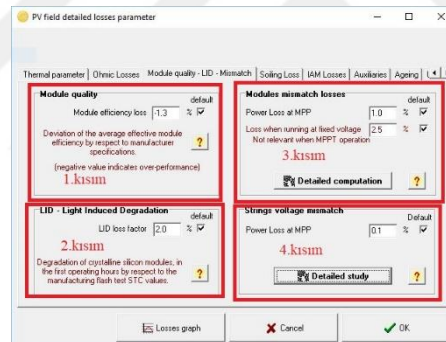 PV field detailed losses parameter
Thermal parameter Ohmic Losses Module quality - LID - Mismatch Soiling Loss IAM Losses Auxiliaries Ageing
Module quality
default
Module efficiency loss -1.3 %
Deviation of the average effective module
efficiency by respect to manufacturer
specifications.
(negative value indicates over-performance)
1.kısım
Modules mismatch losses
default
Power Loss at MPP 1.0 %
Loss when running at fixed voltage 2.5 %
Not relevant when MPPT operation
3.kısım
Detailed computation
LID - Light Induced Degradation
default
LID loss factor 2.0 %
2.kısım
Degradation of crystalline silicon modules, in
the first operating hours by respect to the
manufacturing flash test STC values.
Strings voltage mismatch
Default
Power Loss at MPP 0.1 %
4.kısım
Detailed study
Losses graph Cancel OK